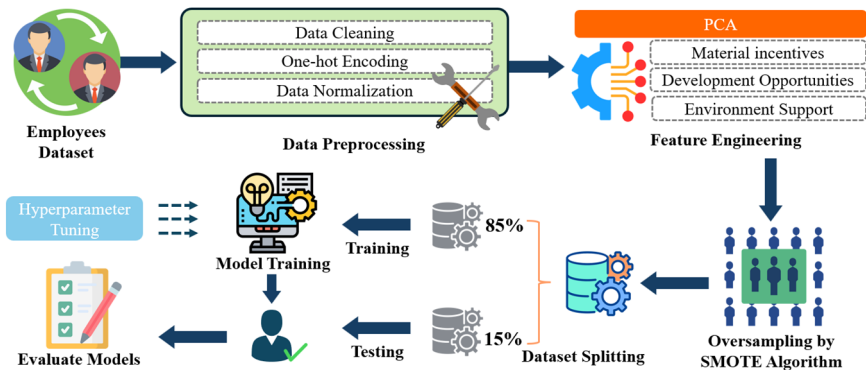 Employees
Dataset
Data Cleaning
One-hot Encoding
Data Normalization
Data Preprocessing
PCA
Material incentives
Development Opportunities
Environment Support
Feature Engineering
Oversampling by
SMOTE Algorithm
Dataset Splitting
85%
15%
Training
Testing
Hyperparameter
Tuning
Model Training
Evaluate Models